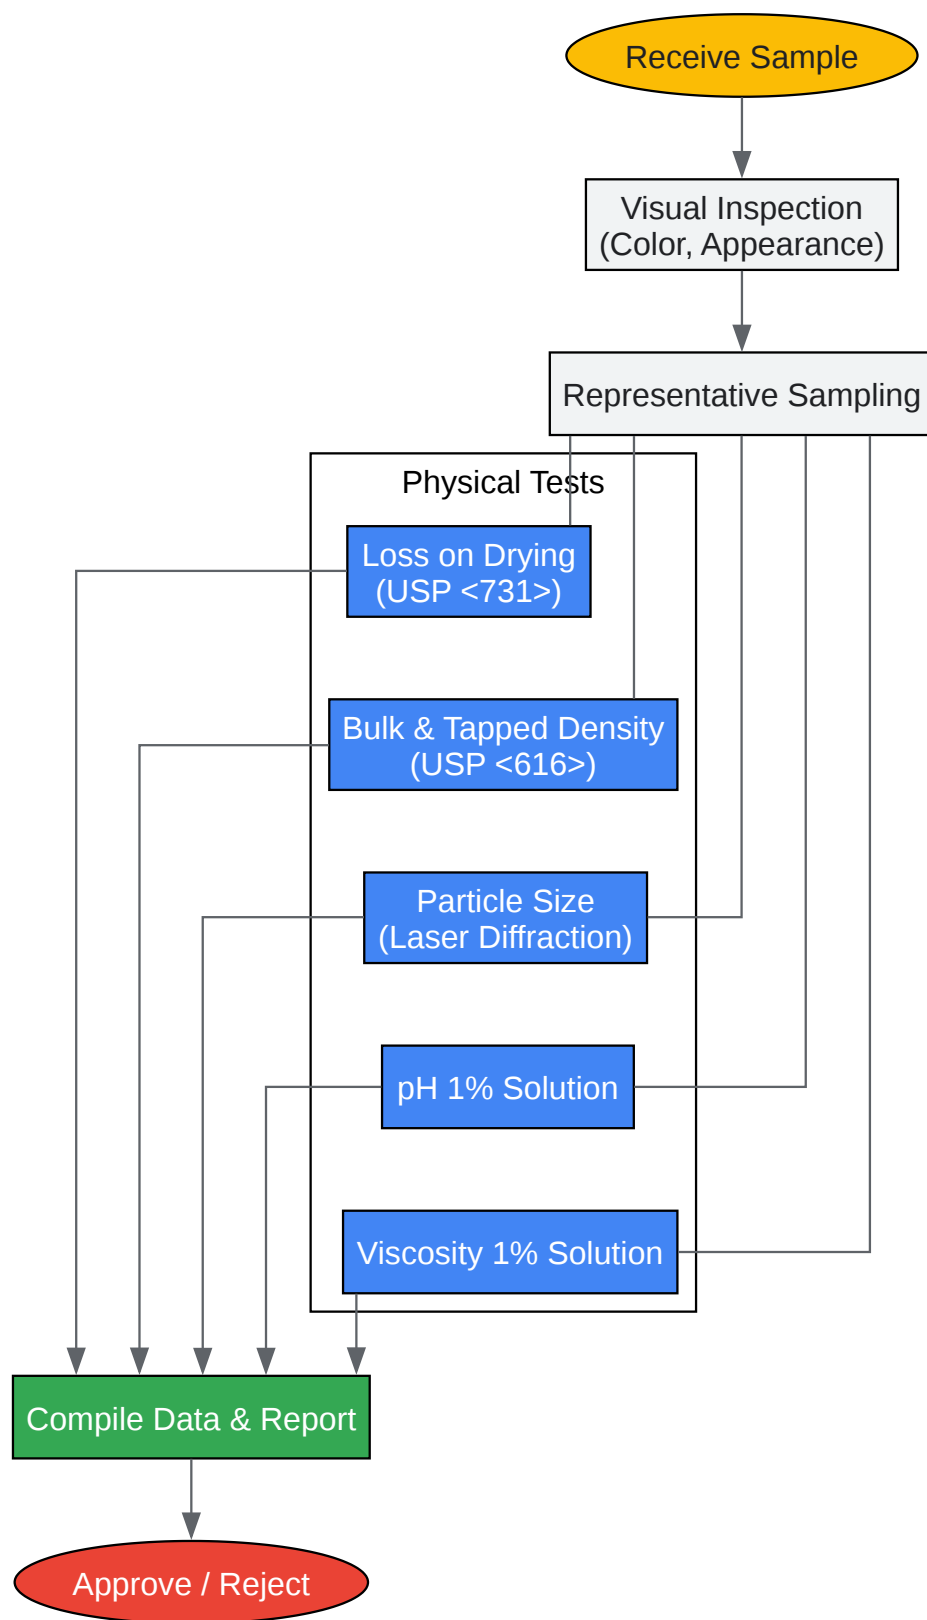 Receive Sample
Visual Inspection
(Color, Appearance)
Representative Sampling
Physical Tests
Loss on Drying
(USP <731>)
Bulk & Tapped Density
(USP <616>)
Particle Size
(Laser Diffraction)
pH 1% Solution
Viscosity 1% Solution
Compile Data & Report
Approve / Reject